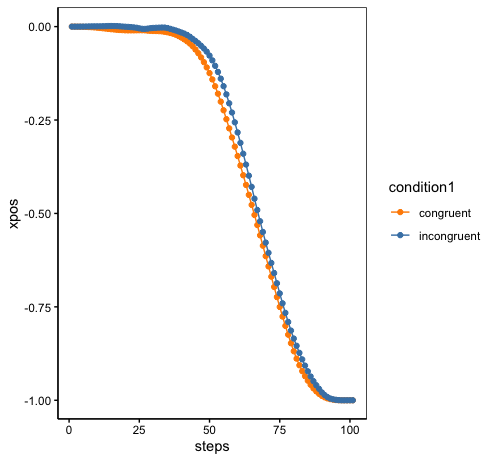 0.00
-0.25
-0.50
-0.75
-1.00
xpos
0 25 50 75 100
steps
condition1
congruent
incongruent